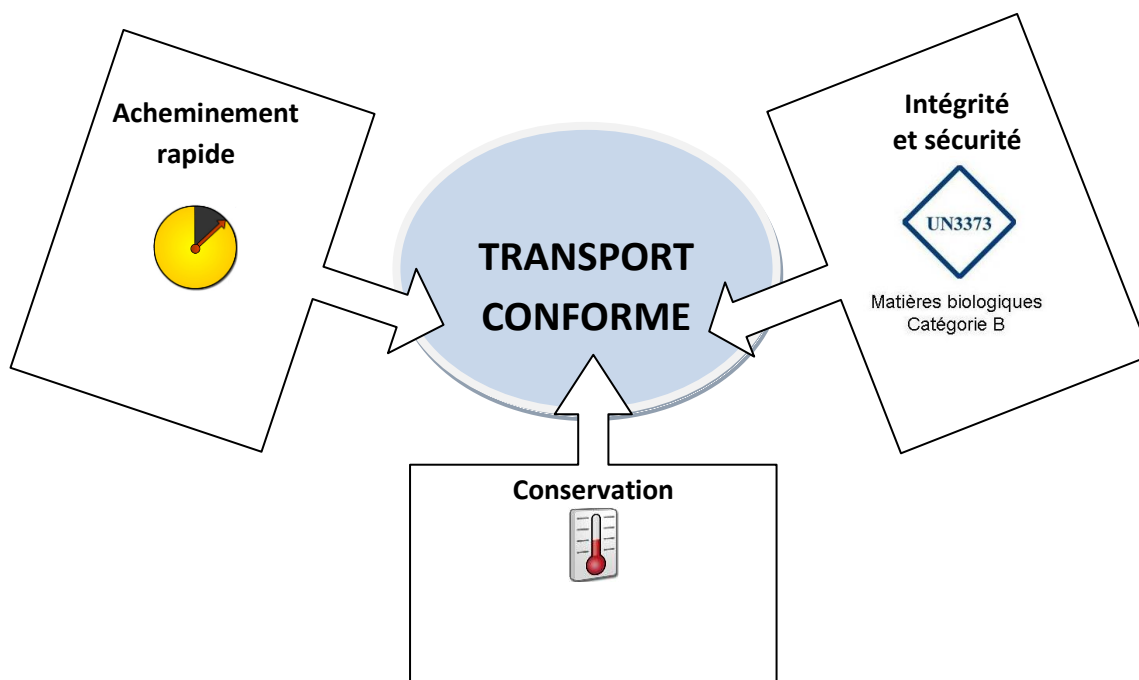 Acheminement
rapide
TRANSPORT
CONFORME
Intégrité
et sécurité
UN3373
Matières biologiques
Catégorie B
Conservation